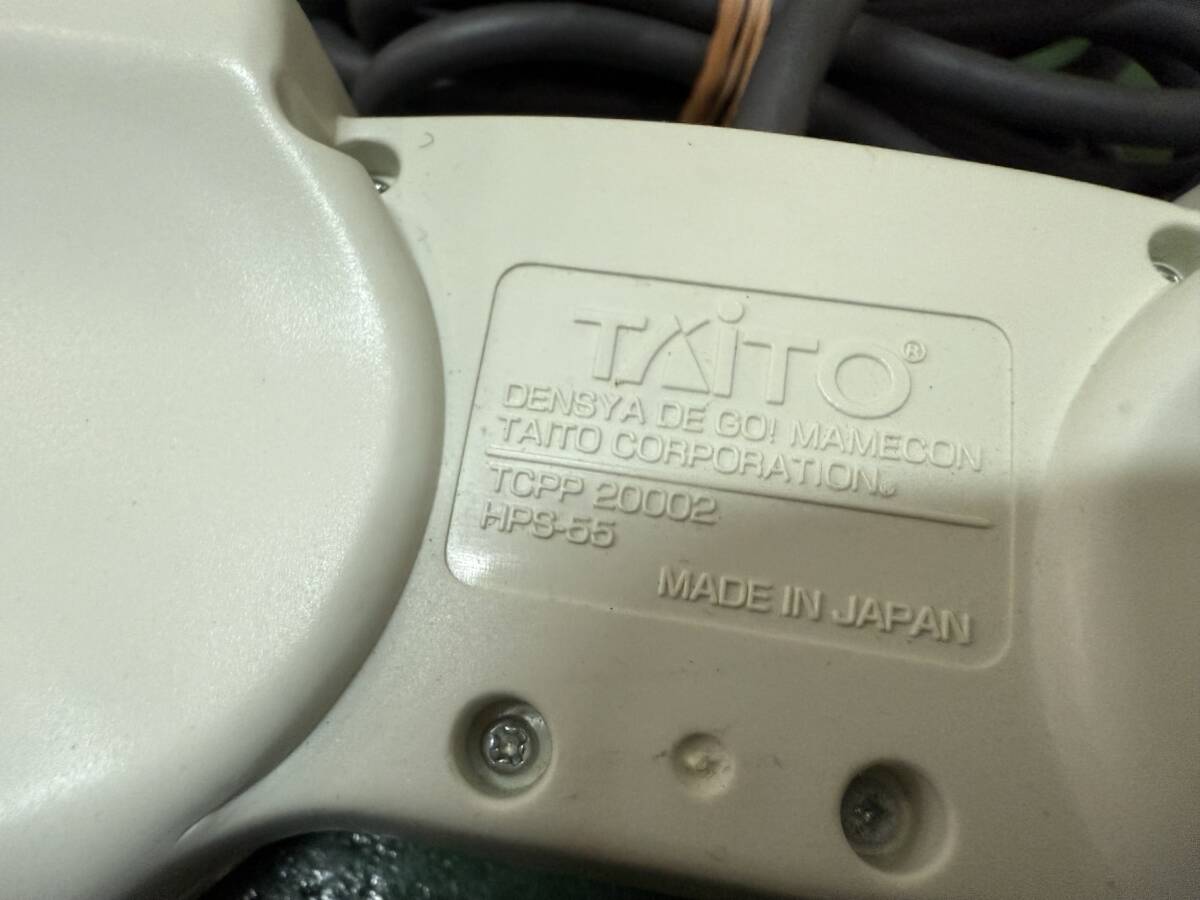 TAiTO®
DENSYA DE GO! MAMECON
TAITO CORPORATION.
TCPP 20002
HPS-55
MADE IN JAPAN